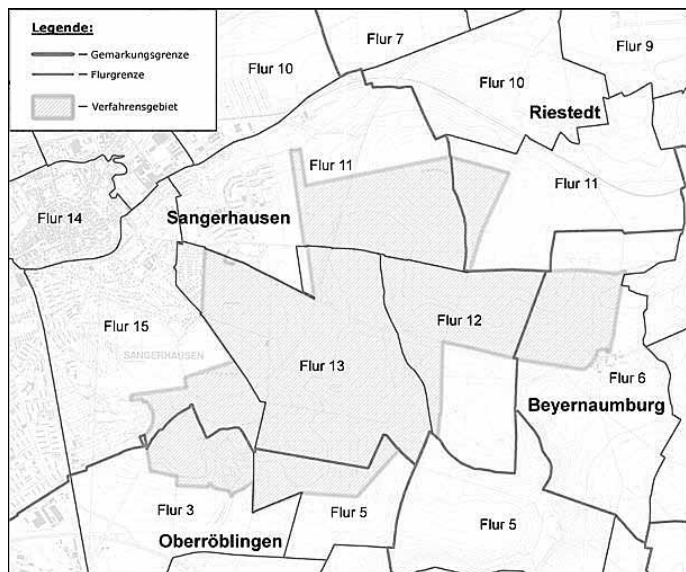 Legende:
— Gemarkungsgrenze
— Flurgrenze
— Verfahrensgebiet
Flur 7
Flur 9
Flur 10
Flur 10
Riestedt
Flur 11
Flur 11
Flur 14
Sangerhausen
Flur 15
Flur 12
SANGERHAUSEN
Flur 13
Flur 6
Beyernaumburg
Flur 3
Flur 5
Flur 5
Oberröblingen